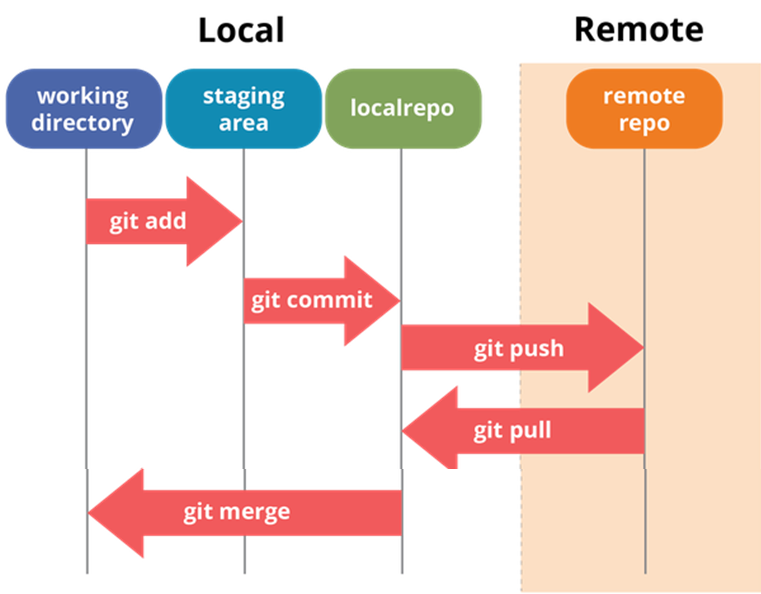 Local
Remote
working
directory
staging
area
localrepo
remote
repo
git add
git commit
git push
git pull
git merge